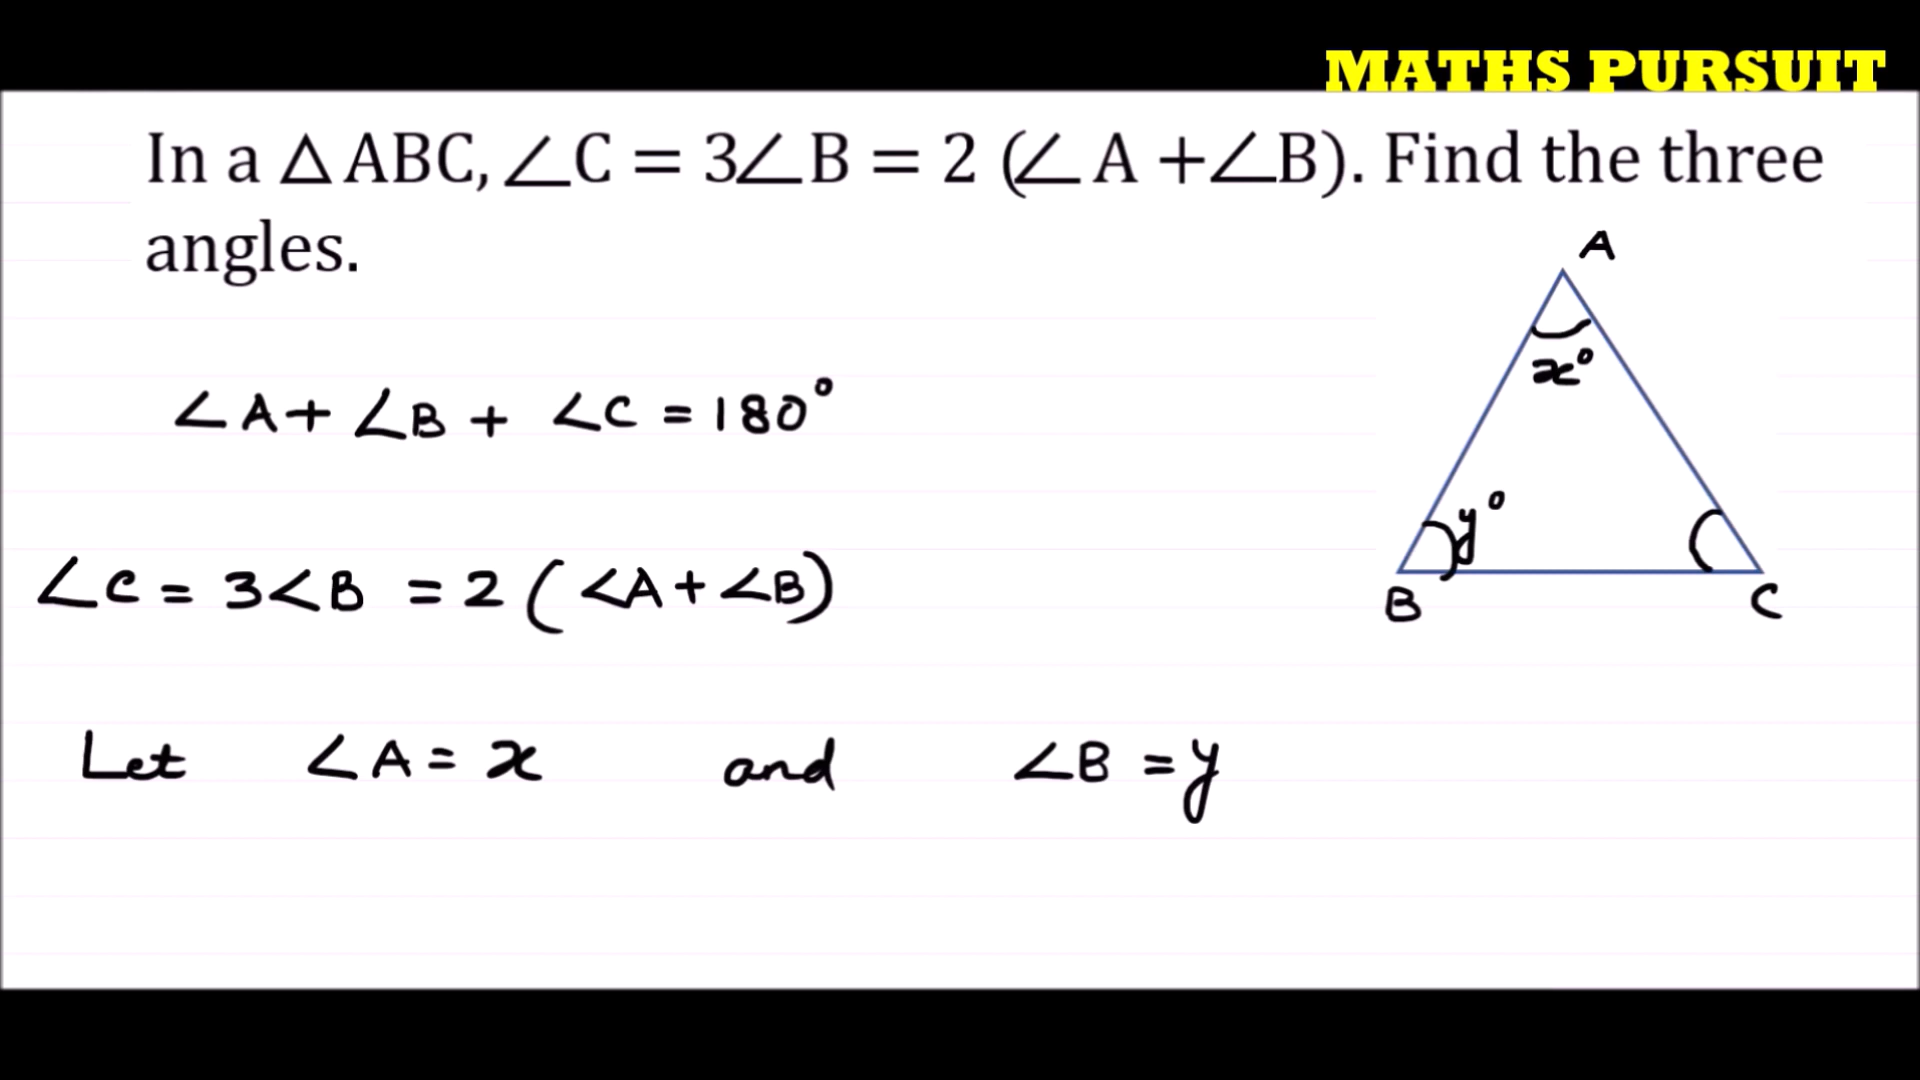 MATHS PURSUIT
In a △ ABC, ∠C = 3∠B = 2 (∠A +∠B). Find the three
angles.
A
x°
∠A + ∠B + ∠C = 180°
y°
∠C = 3∠B = 2 (∠A + ∠B)
B C
Let ∠A = x and ∠B = y